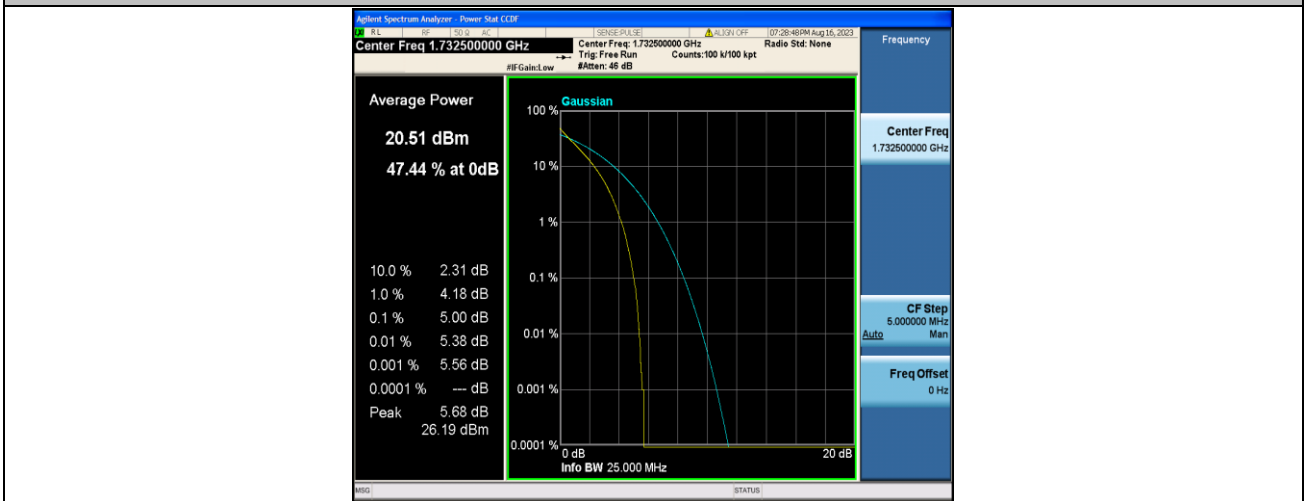 Agilent Spectrum Analyzer - Power Stat CCDF
RL RF 50 Ω AC SENSE:PULSE ALIGN OFF 07:28:48PM Aug 16, 2023
Center Freq 1.732500000 GHz
Center Freq: 1.732500000 GHz Radio Std: None
Trig: Free Run Counts:100 k/100 kpt
#IFGain:Low #Atten: 46 dB
Frequency
Average Power
20.51 dBm
47.44 % at 0dB
10.0 % 2.31 dB
1.0 % 4.18 dB
0.1 % 5.00 dB
0.01 % 5.38 dB
0.001 % 5.56 dB
0.0001 % --- dB
Peak 5.68 dB
26.19 dBm
Gaussian
100 %
10 %
1 %
0.1 %
0.01 %
0.001 %
0.0001 %
0 dB 20 dB
Info BW 25.000 MHz
Center Freq
1.732500000 GHz
CF Step
5.000000 MHz
Auto Man
Freq Offset
0 Hz
MSG STATUS